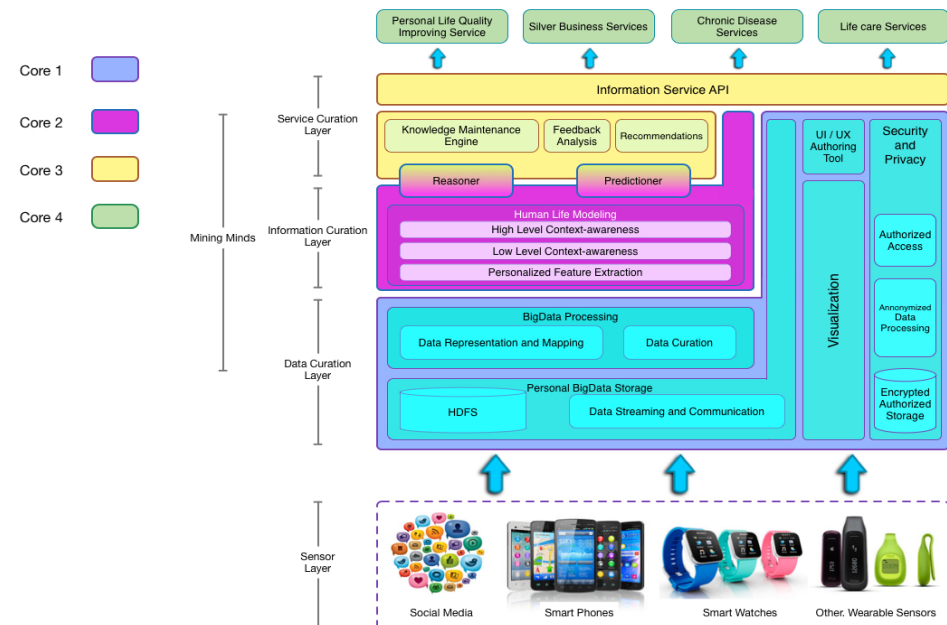 Personal Life Quality
Improving Service
Silver Business Services
Chronic Disease
Services
Life care Services
Core 1
Core 2
Core 3
Core 4
Information Service API
Service Curation
Layer
Knowledge Maintenance
Engine
Feedback
Analysis
Recommendations
UI / UX
Authoring
Tool
Security
and
Privacy
Reasoner
Predictioner
Mining Minds
Information Curation
Layer
Human Life Modeling
High Level Context-awareness
Low Level Context-awareness
Personalized Feature Extraction
Visualization
Authorized
Access
Annonymized
Data
Processing
Encrypted
Authorized
Storage
Data Curation
Layer
BigData Processing
Data Representation and Mapping
Data Curation
Personal BigData Storage
HDFS
Data Streaming and Communication
Sensor
Layer
Social Media
Smart Phones
Smart Watches
Other. Wearable Sensors